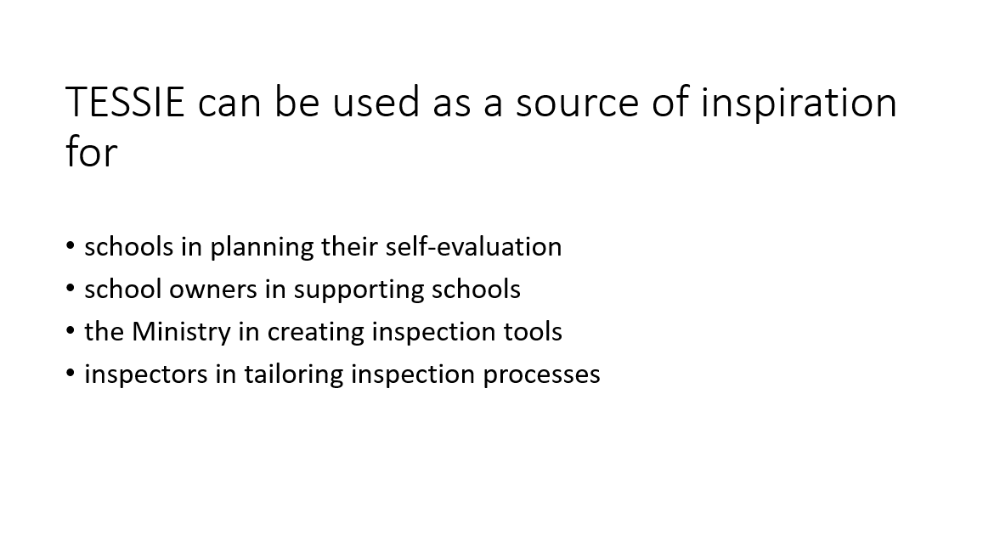 TESSIE can be used as a source of inspiration
for
• schools in planning their self-evaluation
• school owners in supporting schools
• the Ministry in creating inspection tools
• inspectors in tailoring inspection processes